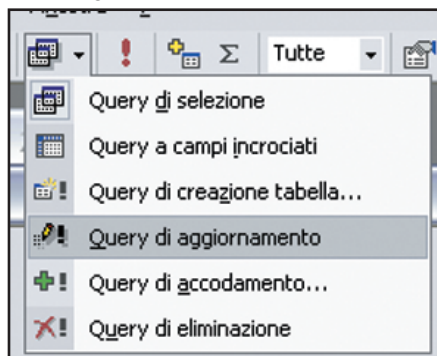 Tutte
Query di selezione
Query a campi incrociati
Query di creazione tabella...
Query di aggiornamento
Query di accodamento...
Query di eliminazione